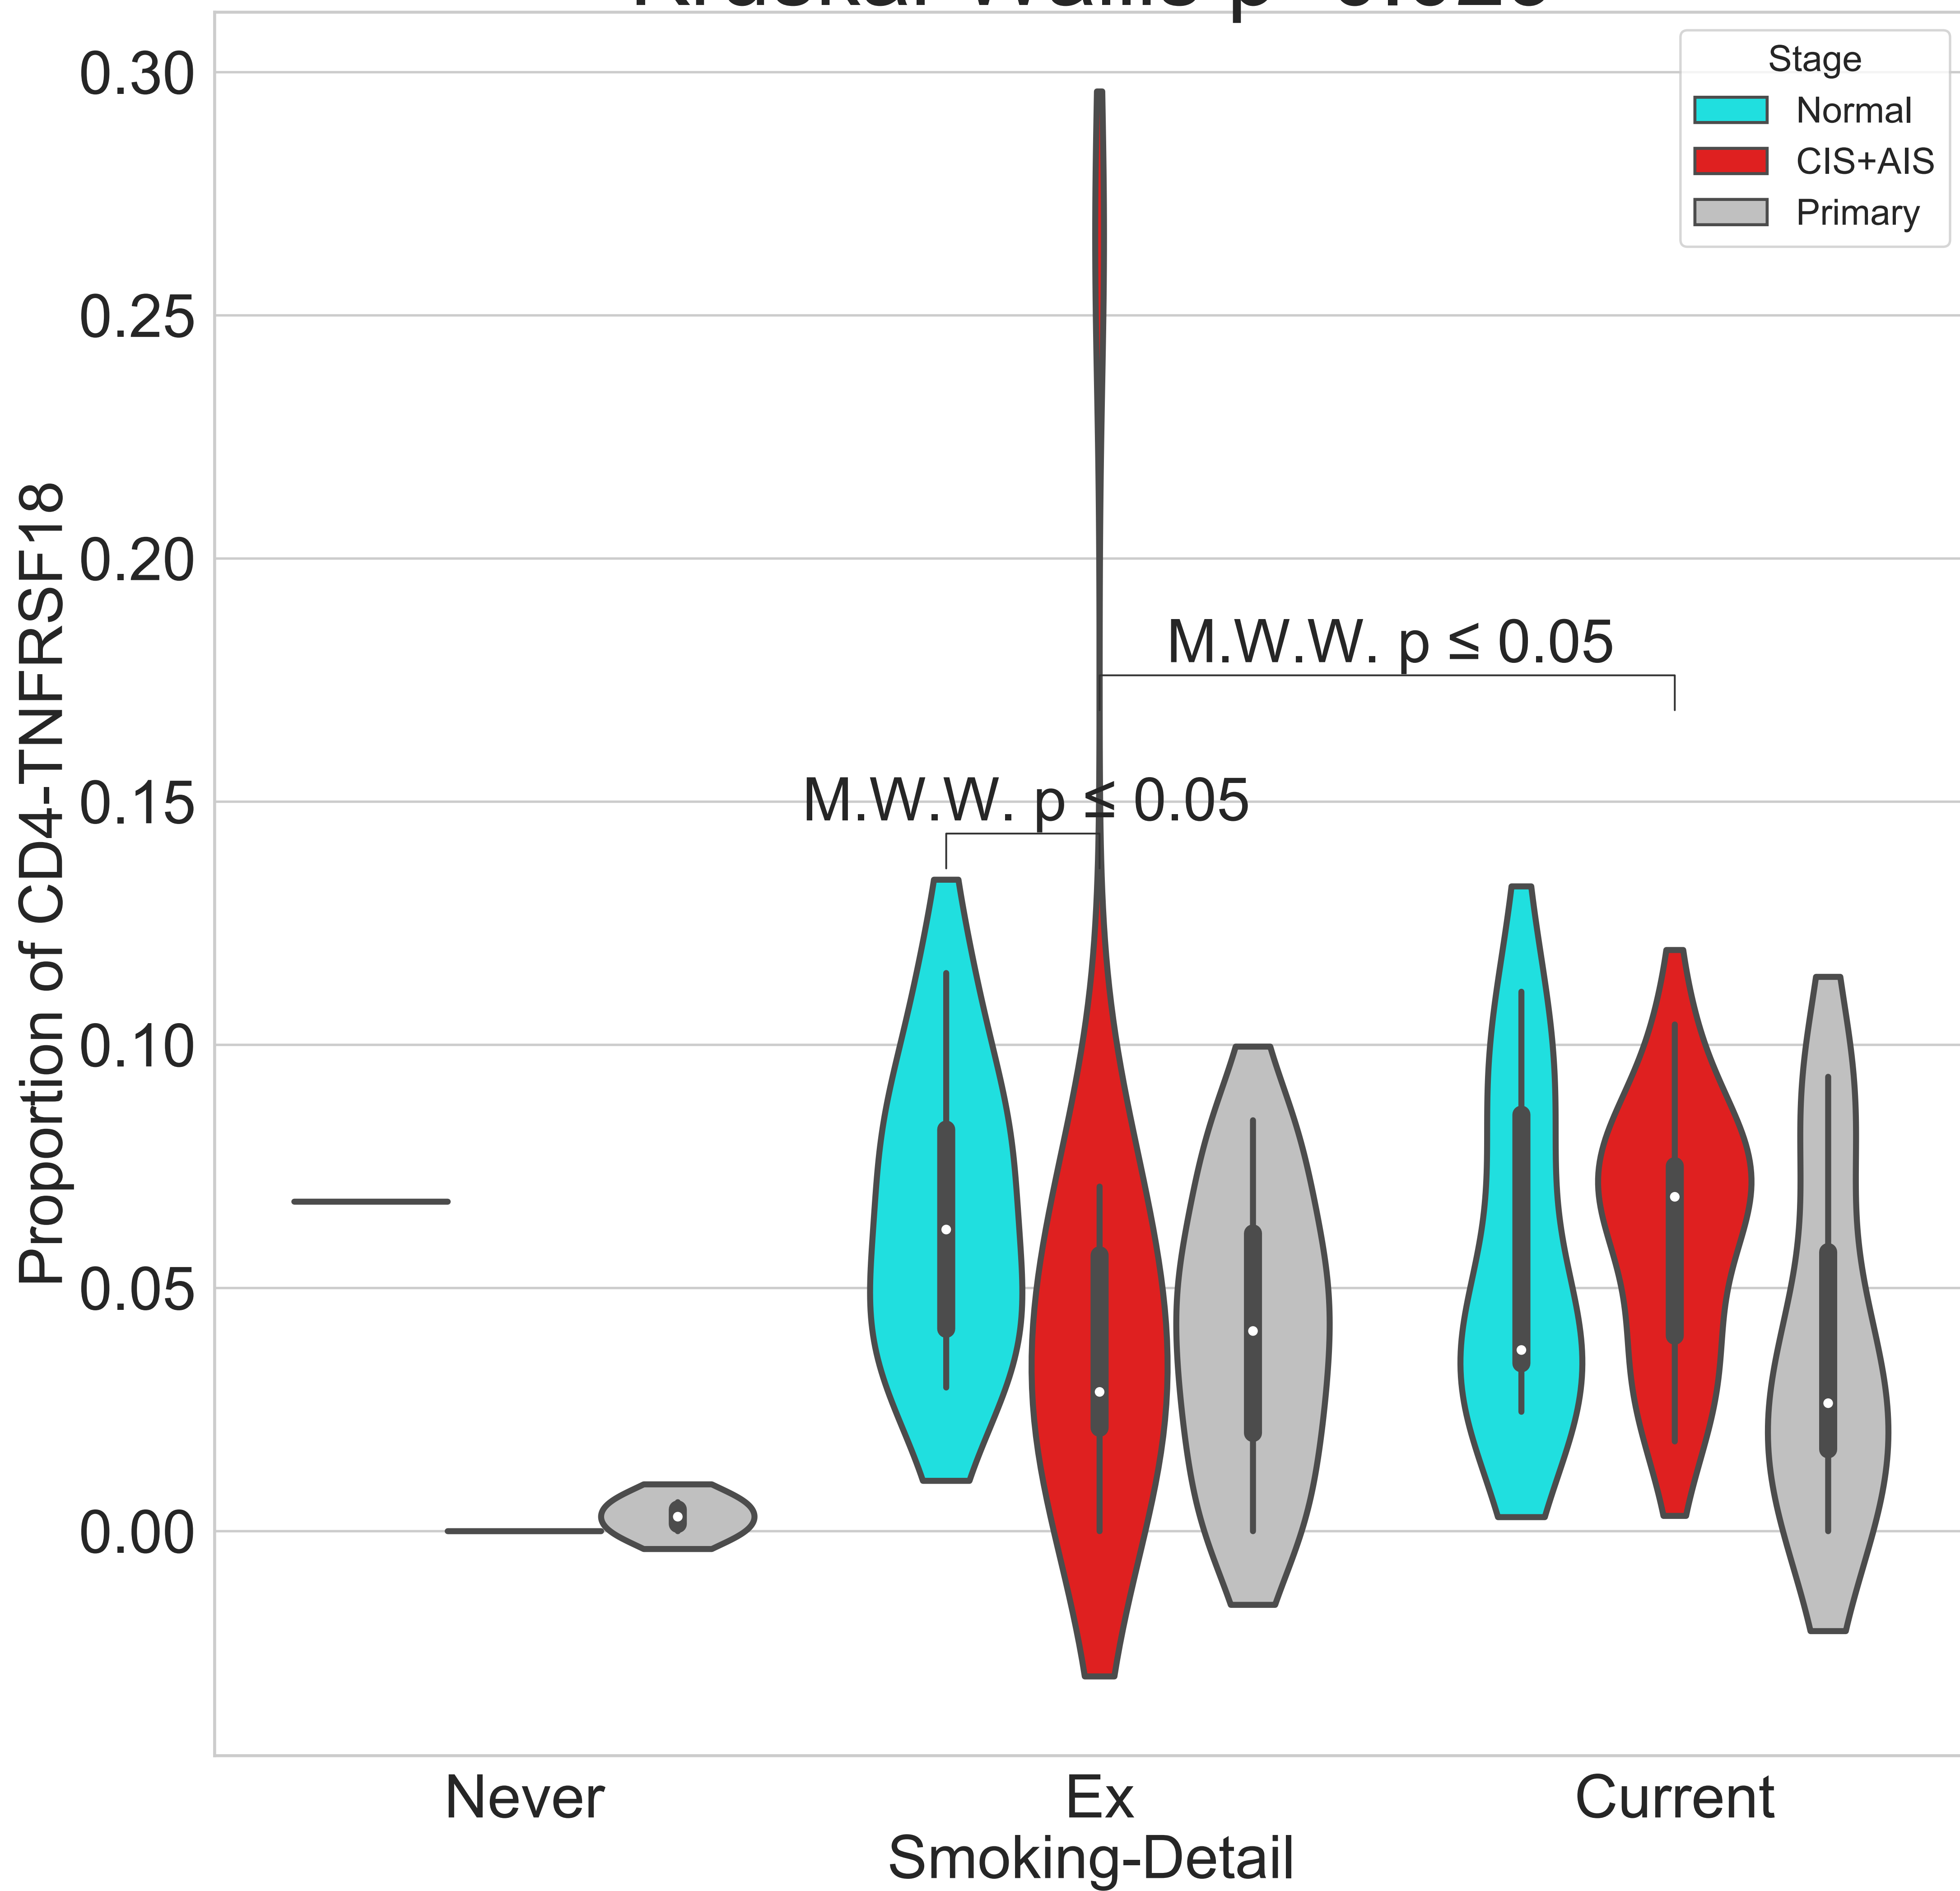 Stage
Normal
CIS+AIS
Primary
0.30
0.25
0.20
0.15
0.10
0.05
0.00
Proportion of CD4-TNFRSF18
M.W.W. p ≤ 0.05
M.W.W. p ≤ 0.05
Never
Ex
Current
Smoking-Detail